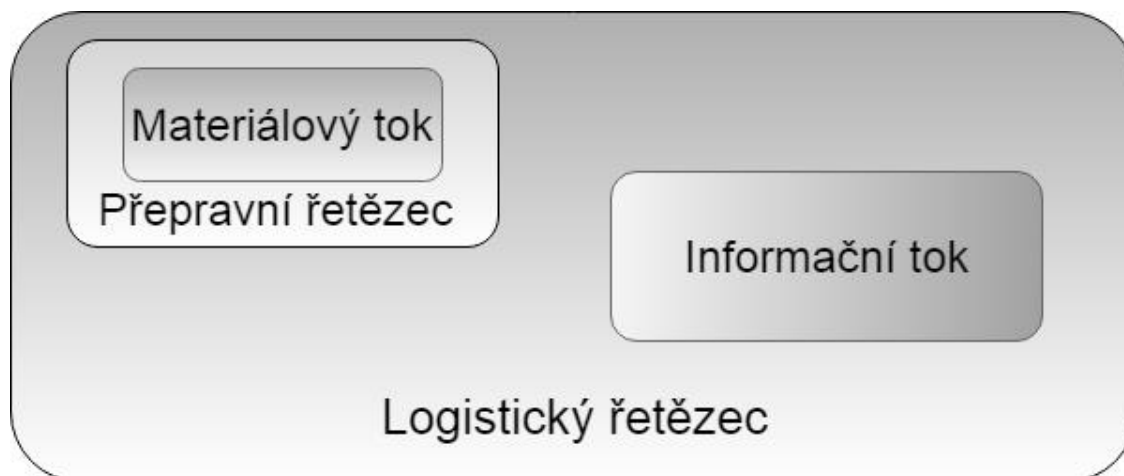 Materiálový tok
Přepravní řetězec
Informační tok
Logistický řetězec